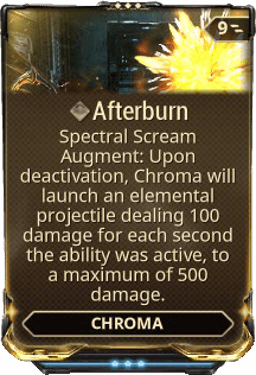 9
Afterburn
Spectral Scream
Augment: Upon
deactivation, Chroma will
launch an elemental
projectile dealing 100
damage for each second
the ability was active, to
a maximum of 500
damage.
CHROMA